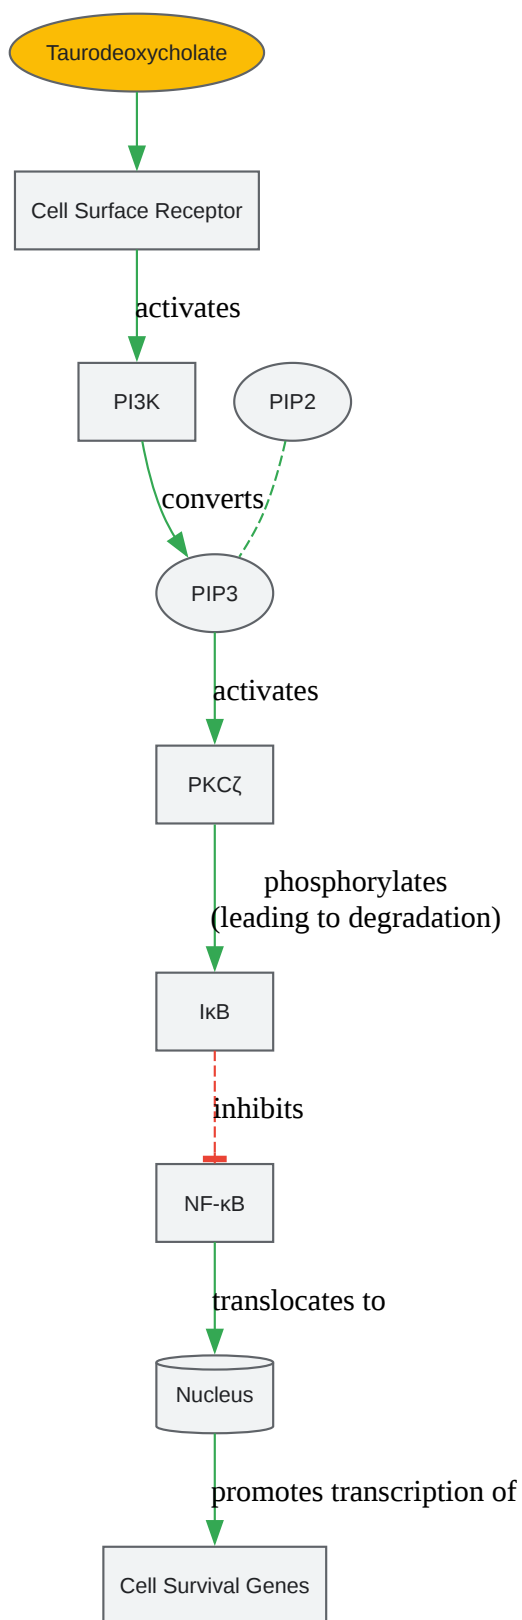 Taurodeoxycholate
Cell Surface Receptor
activates
PI3K
PIP2
converts
PIP3
activates
PKCζ
phosphorylates
(leading to degradation)
IκB
inhibits
NF-κB
translocates to
Nucleus
promotes transcription of
Cell Survival Genes